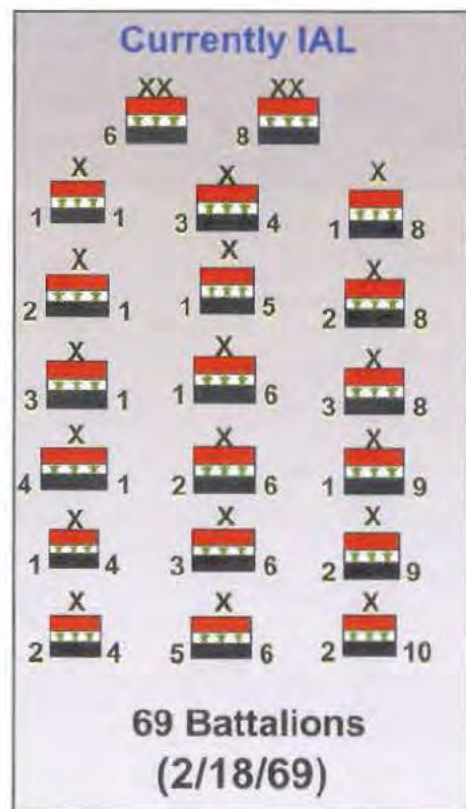 Currently IAL
XX XX
6 8
X X X
1 1 3 4 1 8
X X X
2 1 1 5 2 8
X X X
3 1 1 6 3 8
X X X
4 1 2 6 1 9
X X X
1 4 3 6 2 9
X X X
2 4 5 6 2 10
69 Battalions
(2/18/69)